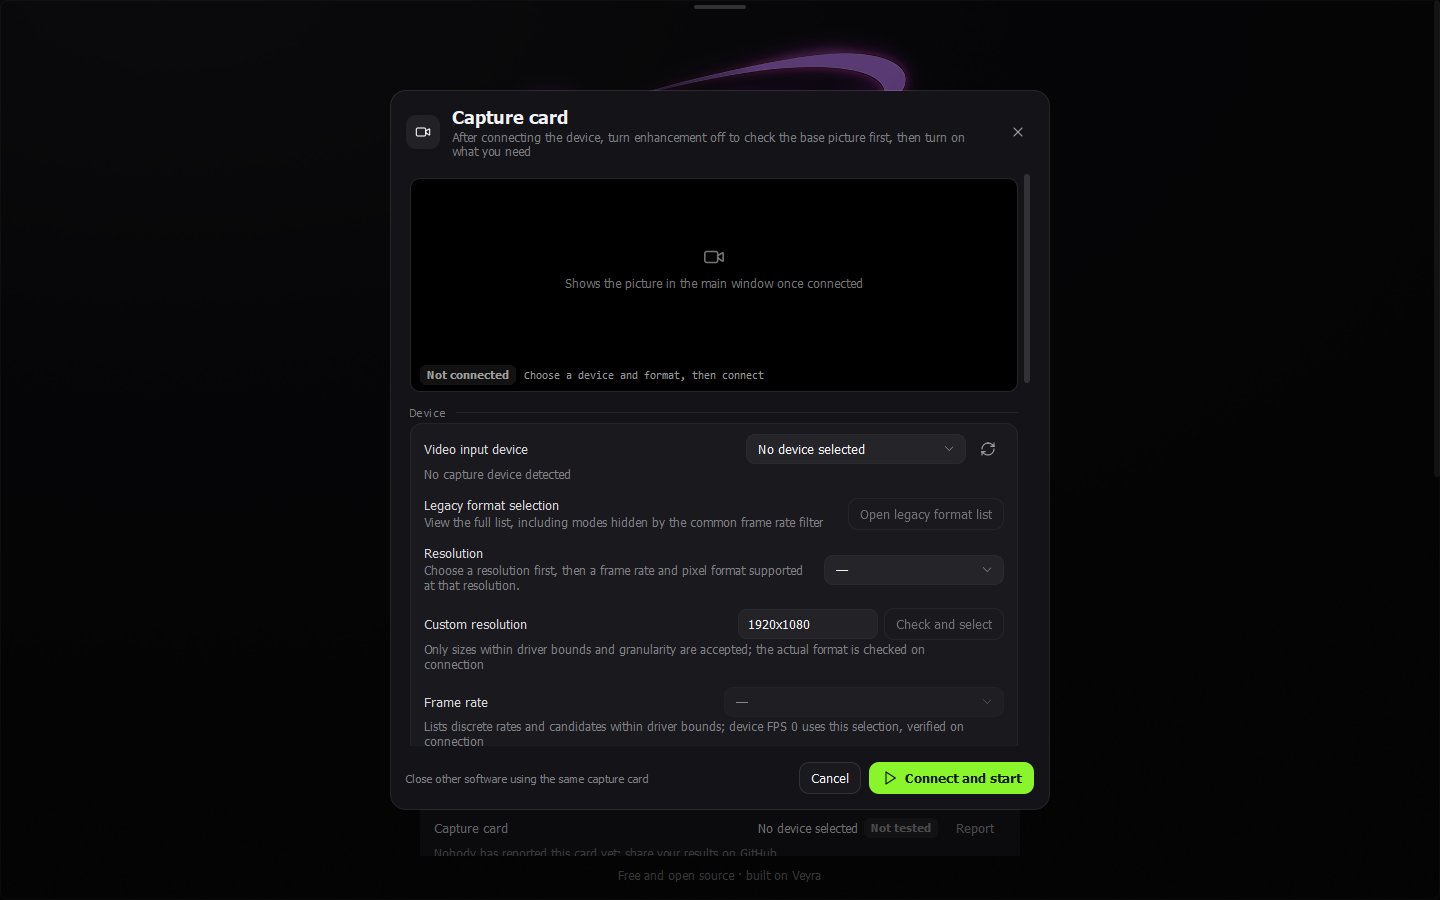 Capture card
After connecting the device, turn enhancement off to check the base picture first, then turn on
what you need
Shows the picture in the main window once connected
Not connected
Choose a device and format, then connect
Device
Video input device
No device selected
No capture device detected
Legacy format selection
View the full list, including modes hidden by the common frame rate filter
Open legacy format list
Resolution
Choose a resolution first, then a frame rate and pixel format supported
at that resolution.
—
Custom resolution
1920x1080
Check and select
Only sizes within driver bounds and granularity are accepted; the actual format is checked on
connection
Frame rate
—
Lists discrete rates and candidates within driver bounds; device FPS 0 uses this selection, verified on
connection
Close other software using the same capture card
Cancel
Connect and start
Capture card
No device selected
Not tested
Report
Nobody has reported this card yet; share your results on GitHub
Free and open source · built on Veyra